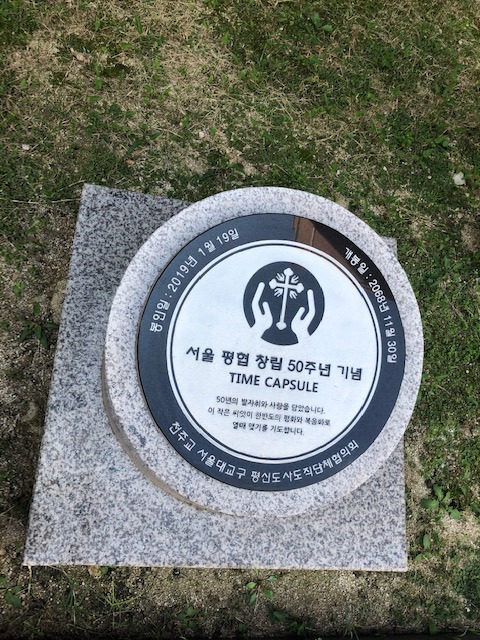 봉인일 : 2019년 1월 19일
개봉일 : 2068년 11월 30일
서울 평협 창립 50주년 기념
TIME CAPSULE
50년의 발자취와 사랑을 담았습니다.
이 작은 씨앗이 한반도의 평화와 복음화로
열매 맺기를 기도합니다.
천주교 서울대교구 평신도사도직단체협의회